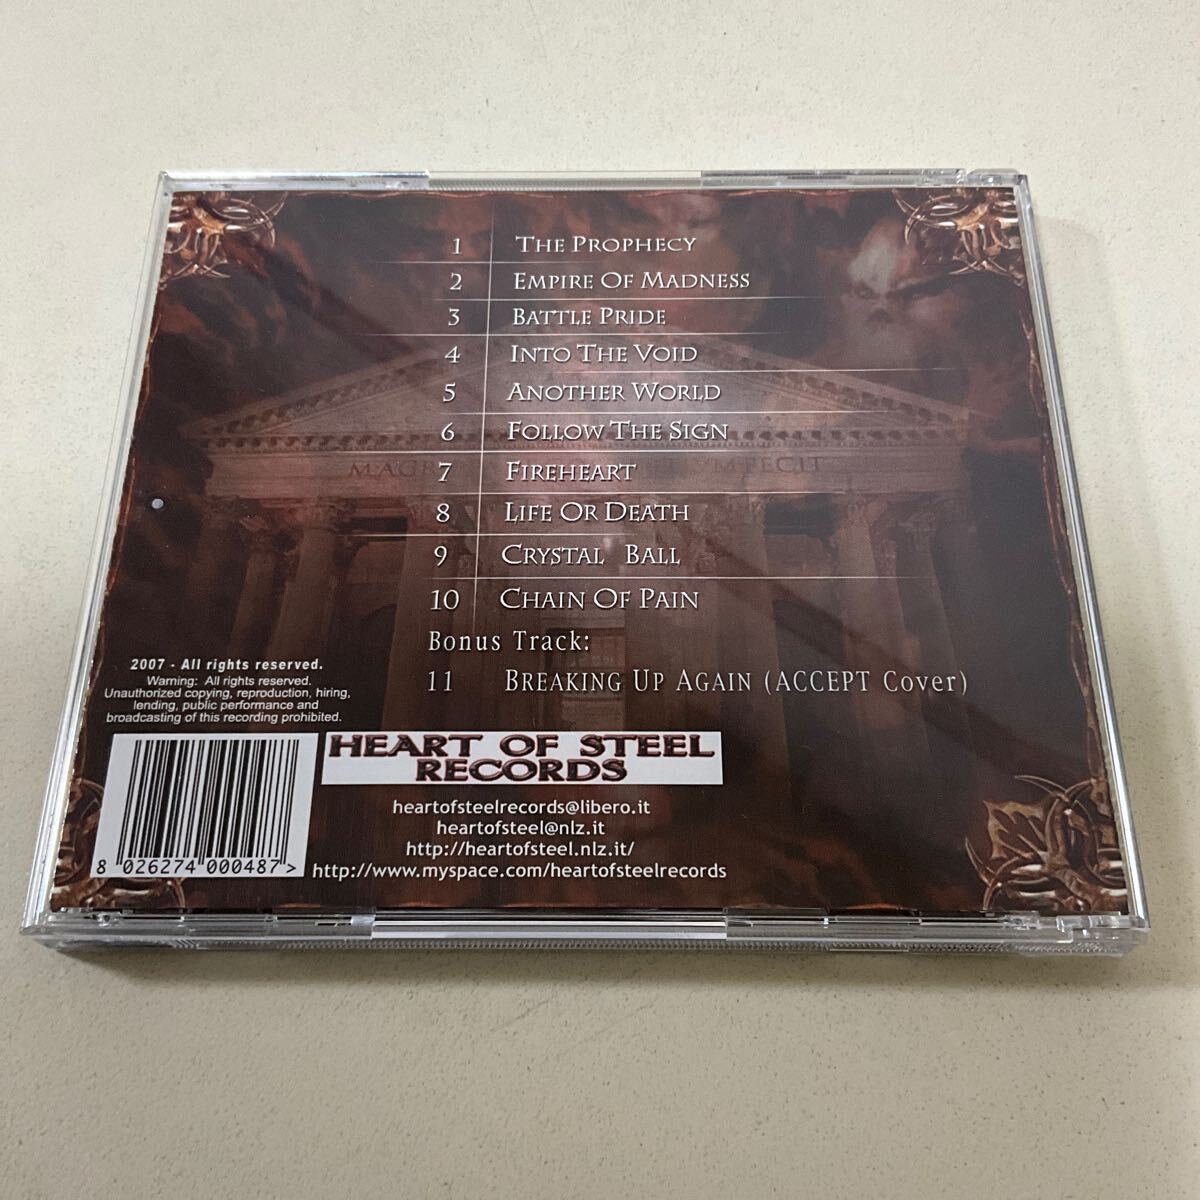 1 THE PROPHECY
2 EMPIRE OF MADNESS
3 BATTLE PRIDE
4 INTO THE VOID
5 ANOTHER WORLD
6 FOLLOW THE SIGN
7 FIREHEART
8 LIFE OR DEATH
9 CRYSTAL BALL
10 CHAIN OF PAIN
Bonus Track:
11 BREAKING UP AGAIN (ACCEPT Cover)
2007 - All rights reserved.
Warning: All rights reserved.
Unauthorized copying, reproduction, hiring,
lending, public performance and
broadcasting of this recording prohibited.
8 026274 000487 >
HEART OF STEEL
RECORDS
heartofsteelrecords@libero.it
heartofsteel@nlz.it
http://heartofsteel.nlz.it/
http://www.myspace.com/heartofsteelrecords